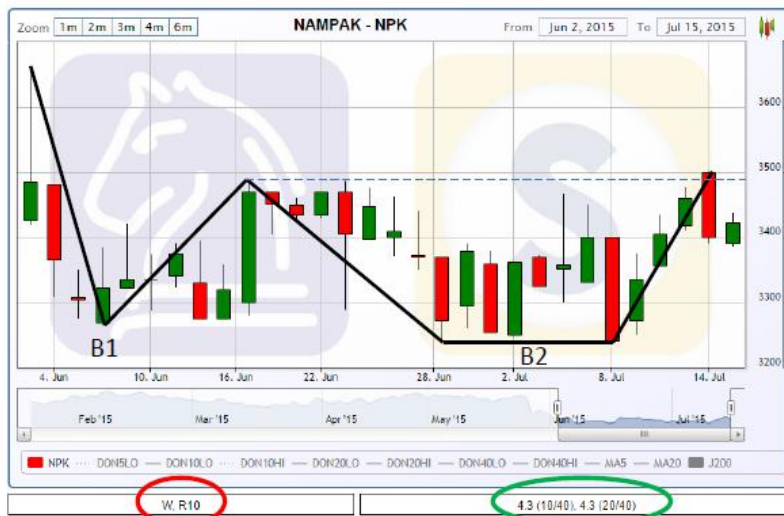 Zoom 1m 2m 3m 4m 6m NAMPAK - NPK From Jun 2, 2015 To Jul 15, 2015
3600
3500
3400
3300
3200
B1 B2
4. Jun 10. Jun 16. Jun 22. Jun 28. Jun 2. Jul 8. Jul 14. Jul
S
Feb '15 Mar '15 Apr '15 May '15 Jun '15 Jul '15
NPK DON5LO DON10LO DON10HI DON20LO DON20HI DON40LO DON40HI MA5 MA20 J200
W, R10 4.3 (10/40), 4.3 (20/40)